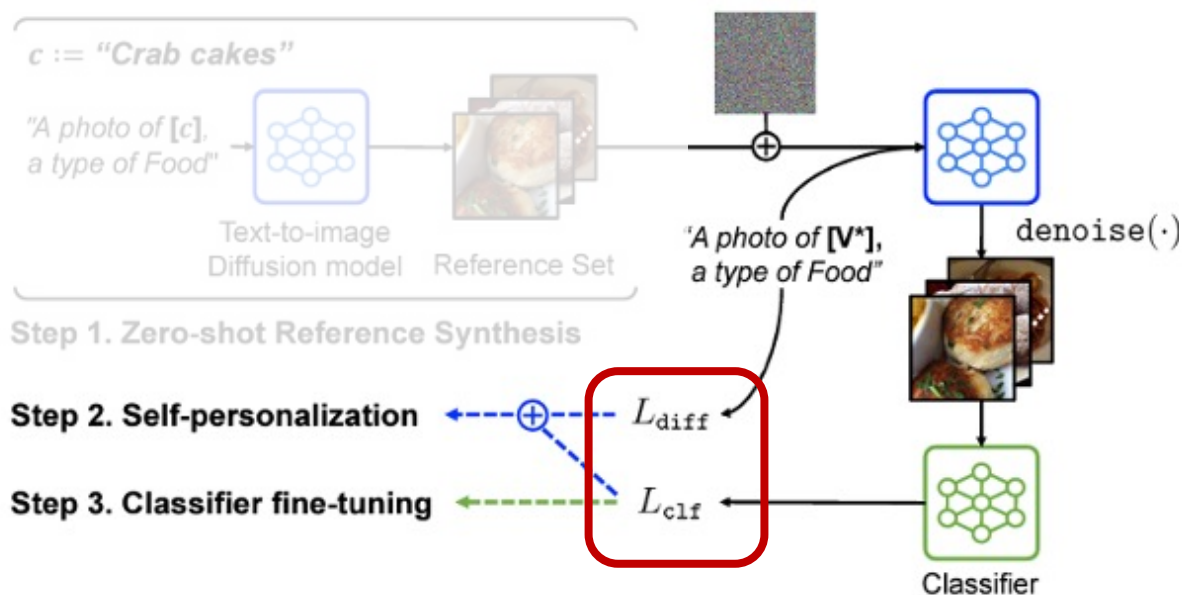 c := “Crab cakes”
"A photo of [c],
a type of Food"
Text-to-image
Diffusion model
Reference Set
Step 1. Zero-shot Reference Synthesis
"A photo of [V*],
a type of Food"
denoise(·)
Step 2. Self-personalization
L_diff
Step 3. Classifier fine-tuning
L_clf
Classifier